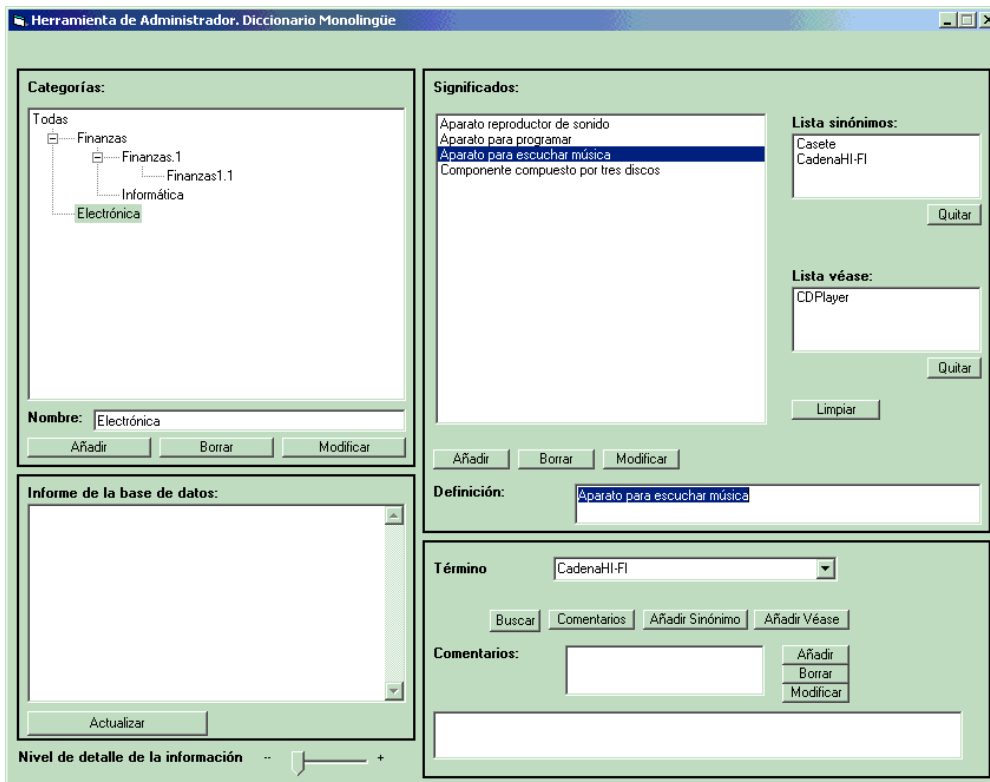 Herramienta de Administrador. Diccionario Monolingüe
Categorías:
Todas
Finanzas
Finanzas.1
Finanzas1.1
Informática
Electrónica
Nombre: Electrónica
Añadir Borrar Modificar
Informe de la base de datos:
Actualizar
Nivel de detalle de la información -- +
Significados:
Aparato reproductor de sonido
Aparato para programar
Aparato para escuchar música
Componente compuesto por tres discos
Lista sinónimos:
Casete
CadenaHI-FI
Quitar
Lista véase:
CDPlayer
Quitar
Limpiar
Añadir Borrar Modificar
Definición: Aparato para escuchar música
Término CadenaHI-FI
Buscar Comentarios Añadir Sinónimo Añadir Véase
Comentarios:
Añadir
Borrar
Modificar